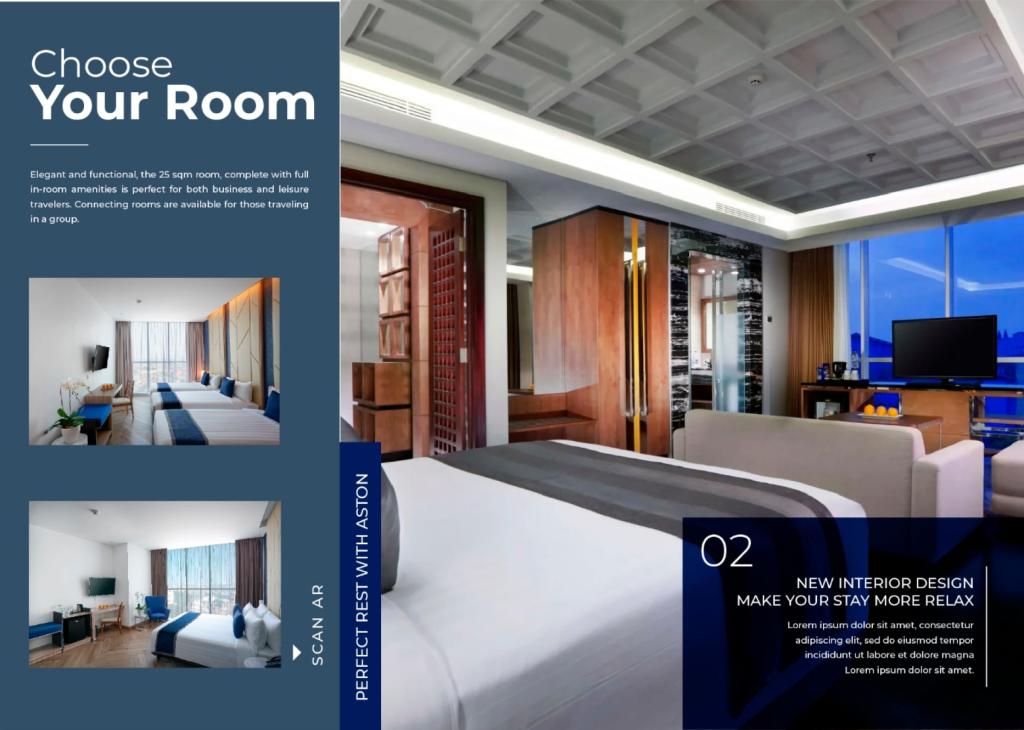 Choose
Your Room
Elegant and functional, the 25 sqm room, complete with full
in-room amenities is perfect for both business and leisure
travelers. Connecting rooms are available for those traveling
in a group.
SCAN AR
PERFECT REST WITH ASTON
02
NEW INTERIOR DESIGN
MAKE YOUR STAY MORE RELAX
Lorem ipsum dolor sit amet, consectetur
adipiscing elit, sed do eiusmod tempor
incididunt ut labore et dolore magna
Lorem ipsum dolor sit amet.